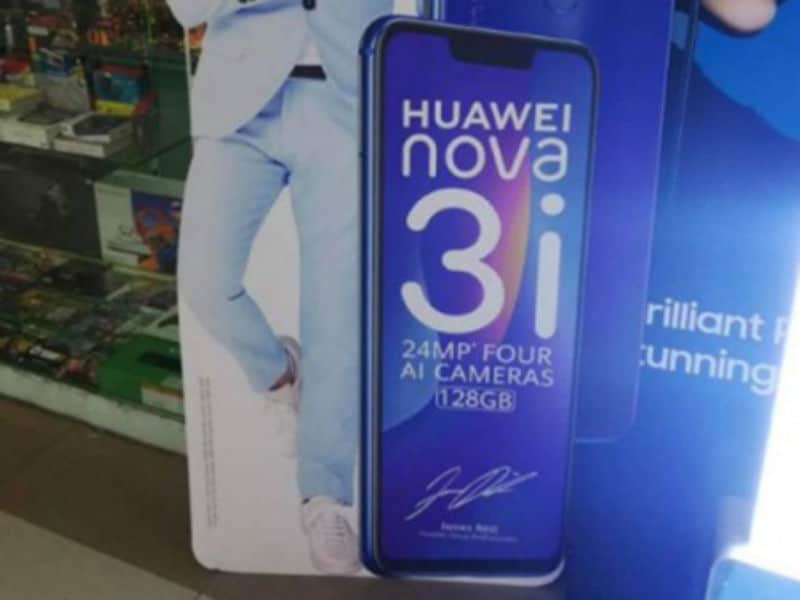 HUAWEI
nova
3i
24MP* FOUR
AI CAMERAS
128GB
rilliant
tunning